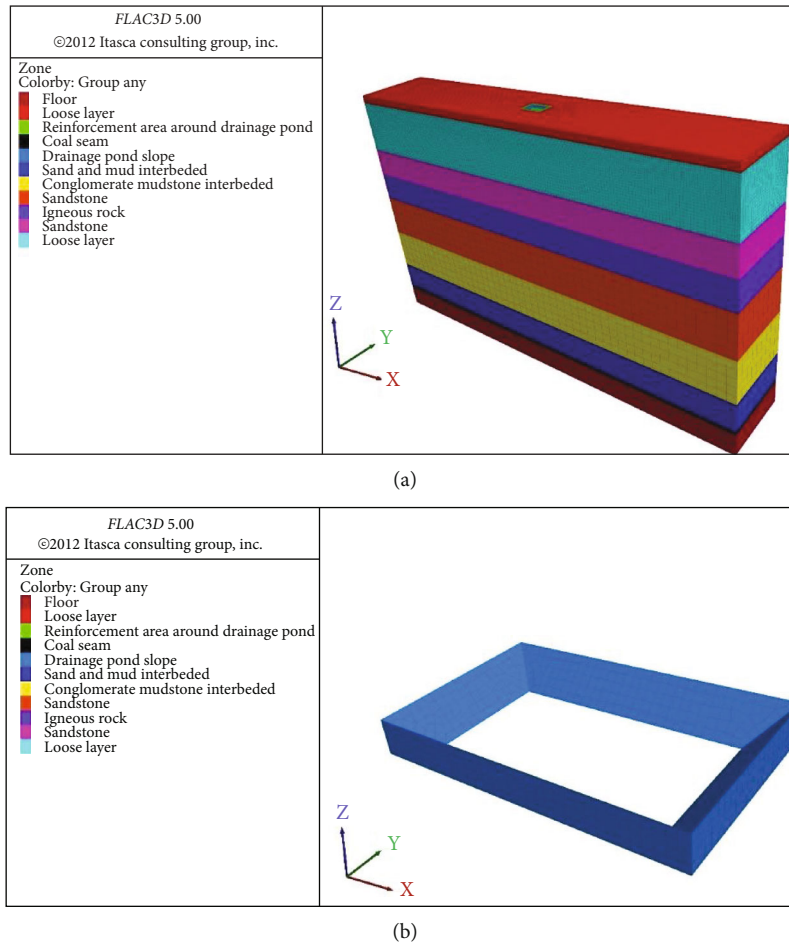 FLAC3D 5.00
©2012 Itasca consulting group, inc.
Zone
Colorby: Group any
Floor
Loose layer
Reinforcement area around drainage pond
Coal seam
Drainage pond slope
Sand and mud interbeded
Conglomerate mudstone interbeded
Sandstone
Igneous rock
Sandstone
Loose layer
Z
Y
X
(a)
FLAC3D 5.00
©2012 Itasca consulting group, inc.
Zone
Colorby: Group any
Floor
Loose layer
Reinforcement area around drainage pond
Coal seam
Drainage pond slope
Sand and mud interbeded
Conglomerate mudstone interbeded
Sandstone
Igneous rock
Sandstone
Loose layer
Z
Y
X
(b)